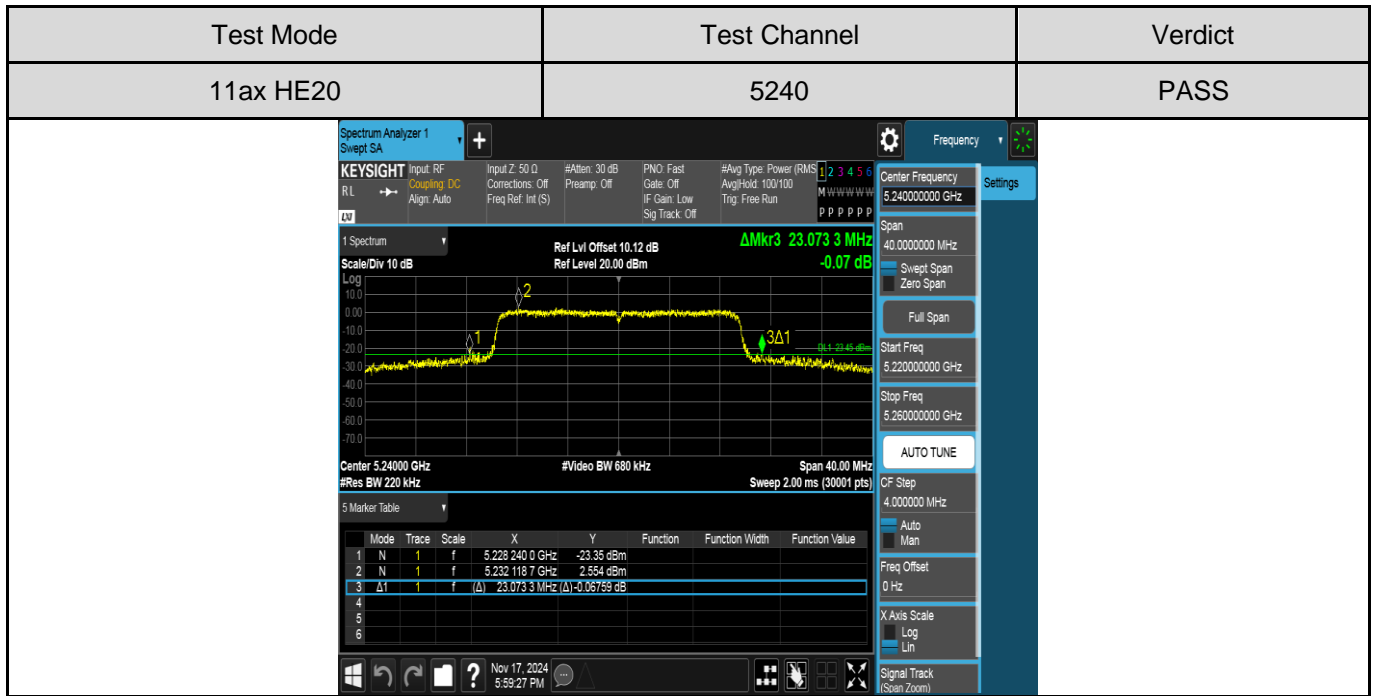 Test Mode Test Channel Verdict
11ax HE20 5240 PASS
Spectrum Analyzer 1
Swept SA
+
Frequency
KEYSIGHT Input: RF Input Z: 50 Ω #Atten: 30 dB PNO: Fast #Avg Type: Power (RMS 1 2 3 4 5 6
RL Coupling: DC Corrections: Off Preamp: Off Gate: Off Avg|Hold: 100/100 M W W W W W
Align: Auto Freq Ref: Int (S) IF Gain: Low Trig: Free Run
LXI Sig Track: Off P P P P P P
1 Spectrum Ref Lvl Offset 10.12 dB ΔMkr3 23.073 3 MHz
Scale/Div 10 dB Ref Level 20.00 dBm -0.07 dB
Log
10.0
0.00
-10.0
-20.0
-30.0
-40.0
-50.0
-60.0
-70.0
2
1
3Δ1
DL1 -23.45 dBm
Center 5.24000 GHz #Video BW 680 kHz Span 40.00 MHz
#Res BW 220 kHz Sweep 2.00 ms (30001 pts)
5 Marker Table
Mode Trace Scale X Y Function Function Width Function Value
1 N 1 f 5.228 240 0 GHz -23.35 dBm
2 N 1 f 5.232 118 7 GHz 2.554 dBm
3 Δ1 1 f (Δ) 23.073 3 MHz (Δ) -0.06759 dB
4
5
6
?
Nov 17, 2024
5:59:27 PM
Center Frequency
5.240000000 GHz
Settings
Span
40.0000000 MHz
Swept Span
Zero Span
Full Span
Start Freq
5.220000000 GHz
Stop Freq
5.260000000 GHz
AUTO TUNE
CF Step
4.000000 MHz
Auto
Man
Freq Offset
0 Hz
X Axis Scale
Log
Lin
Signal Track
(Span Zoom)